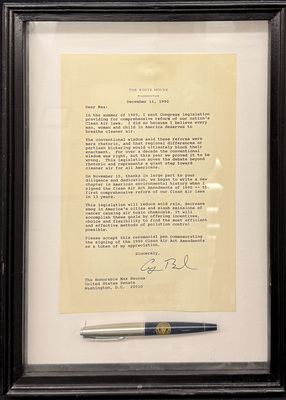 THE WHITE HOUSE
WASHINGTON
December 11, 1990
Dear Max:
In the summer of 1989, I sent Congress legislation
providing for comprehensive reform of our nation's
Clean Air laws. I did so because I believe every
man, woman and child in America deserves to
breathe cleaner air.
The conventional wisdom said these reforms were
mere rhetoric, and that regional differences or
partisan bickering would ultimately block their
enactment. For over a decade the conventional
wisdom was right, but this year we proved it to be
wrong. This legislation moves the debate beyond
rhetoric and represents a giant step toward
cleaner air for all Americans.
On November 15, thanks in large part to your
diligence and dedication, we began to write a new
chapter in American environmental history when I
signed the Clean Air Act Amendments of 1990 --
first comprehensive reform of our Clean Air laws
in 13 years.
This legislation will reduce acid rain, decrease
smog in America's cities and sleek emissions of
cancer causing air toxic chemicals. It will
accomplish these goals by offering incentives,
choice and flexibility to find the most efficient
and effective methods of pollution control
possible.
Please accept this ceremonial pen commemorating
the signing of the 1990 Clean Air Act Amendments
as a token of my appreciation.
Sincerely,
The Honorable Max Baucus
United States Senate
Washington, D.C. 20510